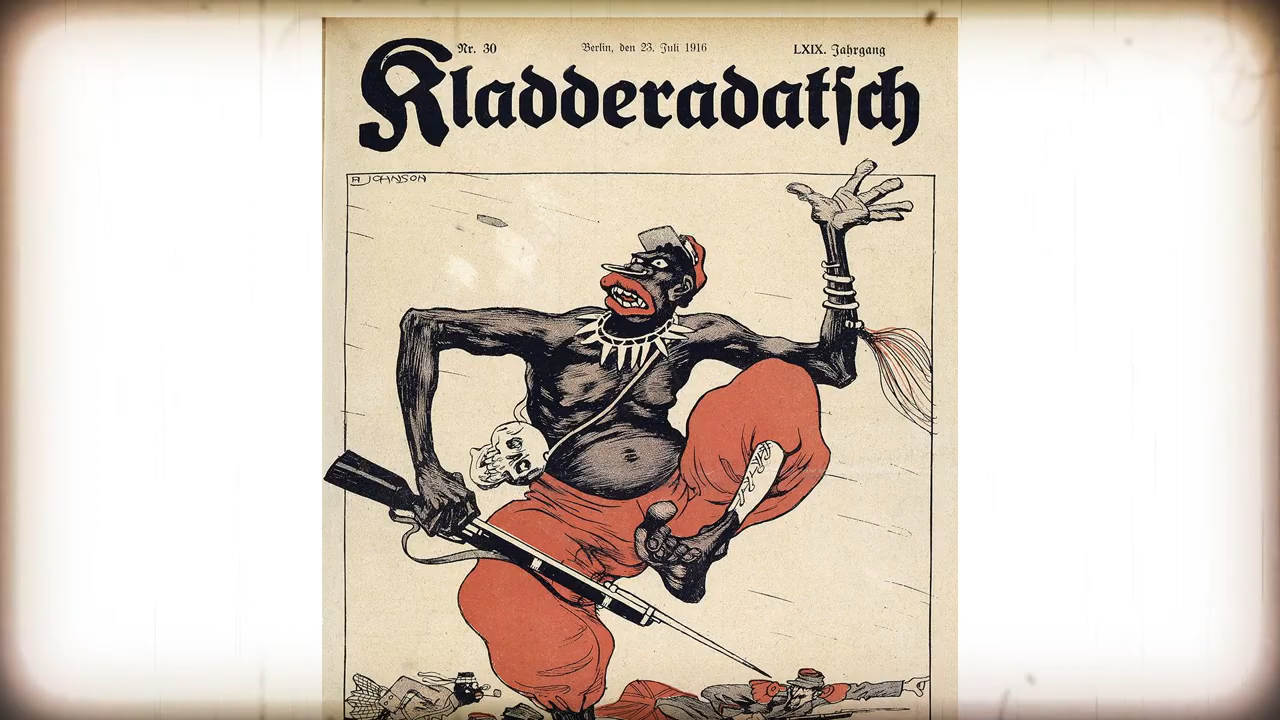 Nr. 30
Berlin, den 23. Juli 1916
LXIX. Jahrgang
Kladderadatsch
A JOHNSON